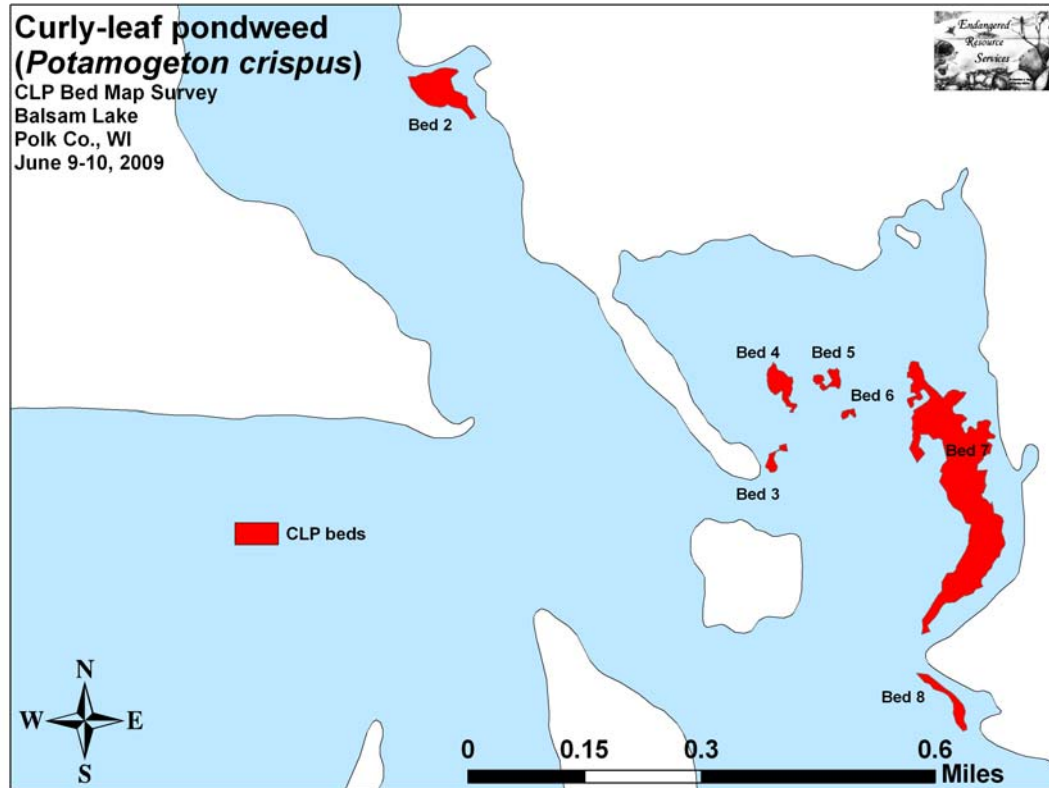 Curly-leaf pondweed
(Potamogeton crispus)
CLP Bed Map Survey
Balsam Lake
Polk Co., WI
June 9-10, 2009
Endangered
Resource
Services
Bed 2
Bed 4
Bed 5
Bed 6
Bed 7
Bed 3
CLP beds
Bed 8
N
W
E
S
0
0.15
0.3
0.6
Miles